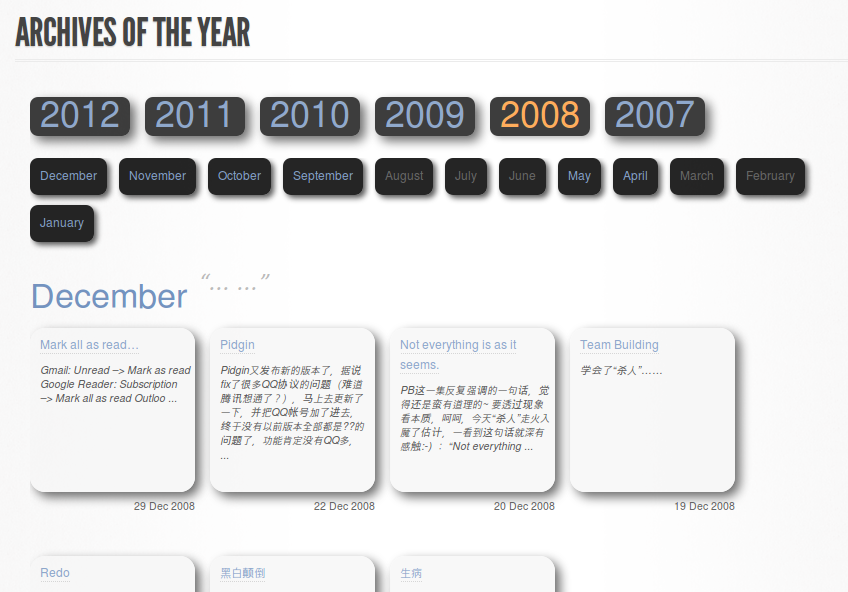 ARCHIVES OF THE YEAR
2012 2011 2010 2009 2008 2007
December November October September August July June May April March February
January
December “... ...”
Mark all as read...
Gmail: Unread –> Mark as read
Google Reader: Subscription
–> Mark all as read Outloo ...
29 Dec 2008
Pidgin
Pidgin又发布新的版本了，据说
fix了很多QQ协议的问题（难道
腾讯想通了？），马上去更新了
一下，并把QQ帐号加了进去，
终于没有以前版本全部都是??的
问题了，功能肯定没有QQ多,
...
22 Dec 2008
Not everything is as it
seems.
PB这一集反复强调的一句话，觉
得还是蛮有道理的~ 要透过现象
看本质，呵呵，今天“杀人”走火入
魔了估计，一看到这句话就深有
感触:-)：“Not everything ...
20 Dec 2008
Team Building
学会了“杀人”……
19 Dec 2008
Redo
黑白颠倒
生病